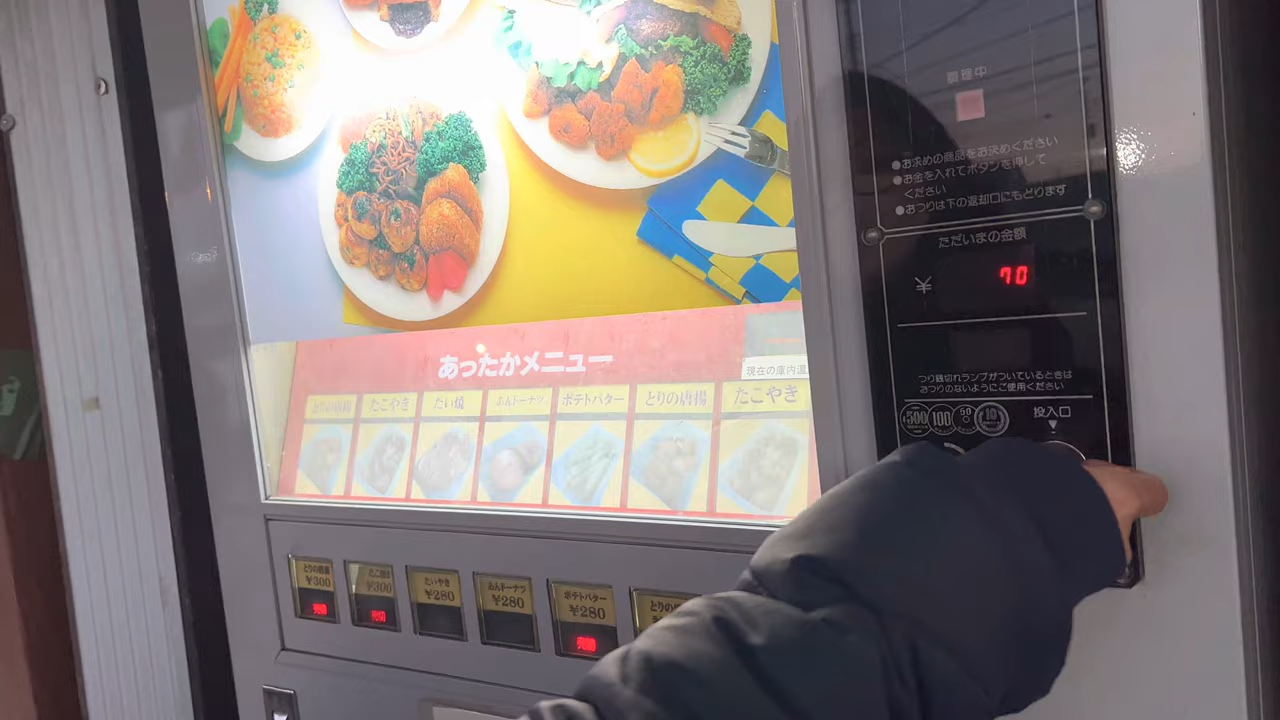 調理中
●お求めの商品をお決めください
●お金を入れてボタンを押して
ください
●おつりは下の返却口にもどります
ただいまの金額
¥ 70
つり銭切れランプがついているときは
おつりのないようにご使用ください
500 100 50 10
投入口
あったかメニュー
現在の庫内温
とりの唐揚 たこやき たい焼 あんドーナツ ポテトバター とりの唐揚 たこやき
とりの唐揚 ¥300 売切
¥300 売切
たいやき ¥280
あんドーナツ ¥280
ポテトバター ¥280 売切
とりの